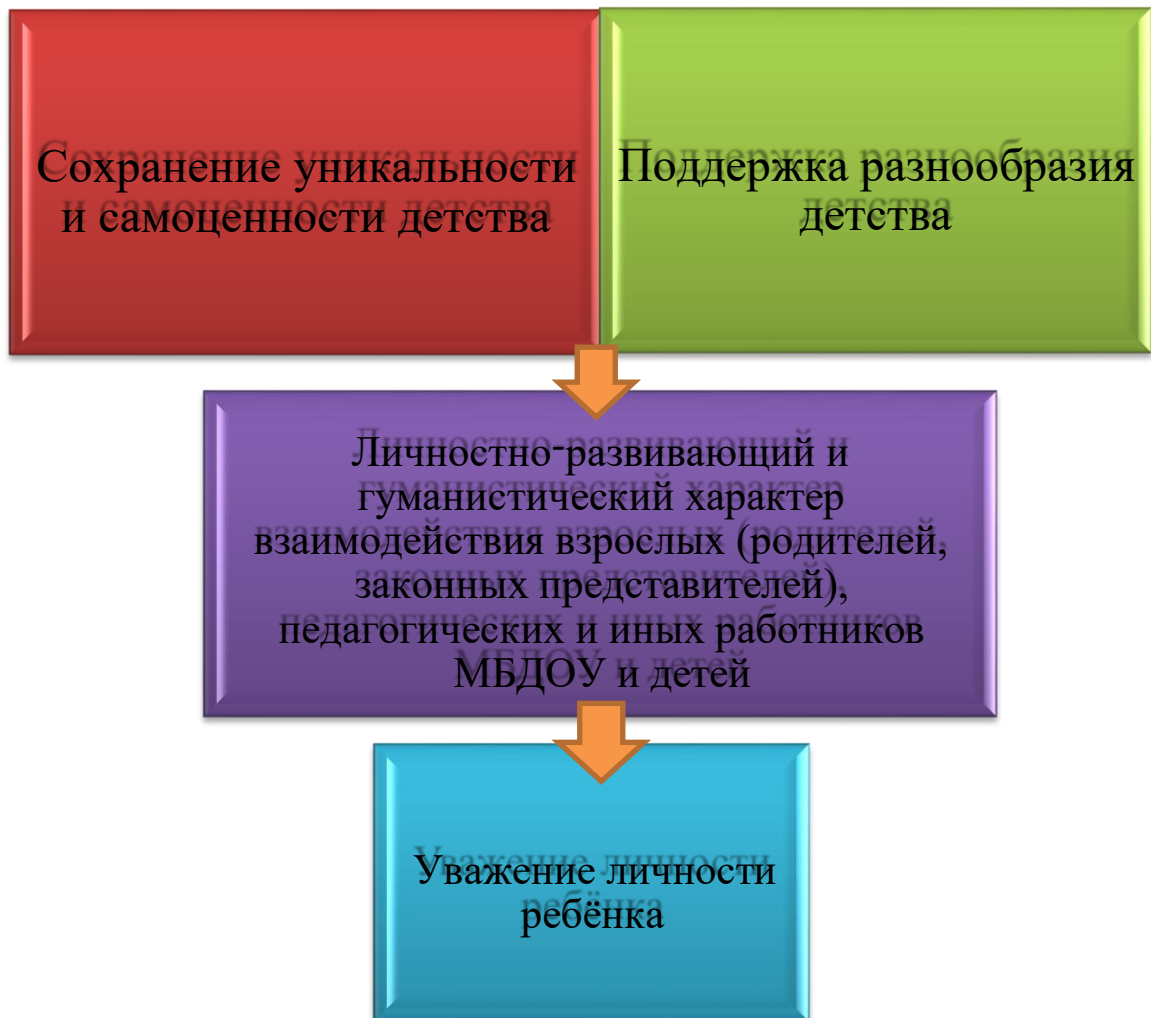 Сохранение уникальности
и самоценности детства
Поддержка разнообразия
детства
Личностно-развивающий и
гуманистический характер
взаимодействия взрослых (родителей,
законных представителей),
педагогических и иных работников
МБДОУ и детей
Уважение личности
ребёнка